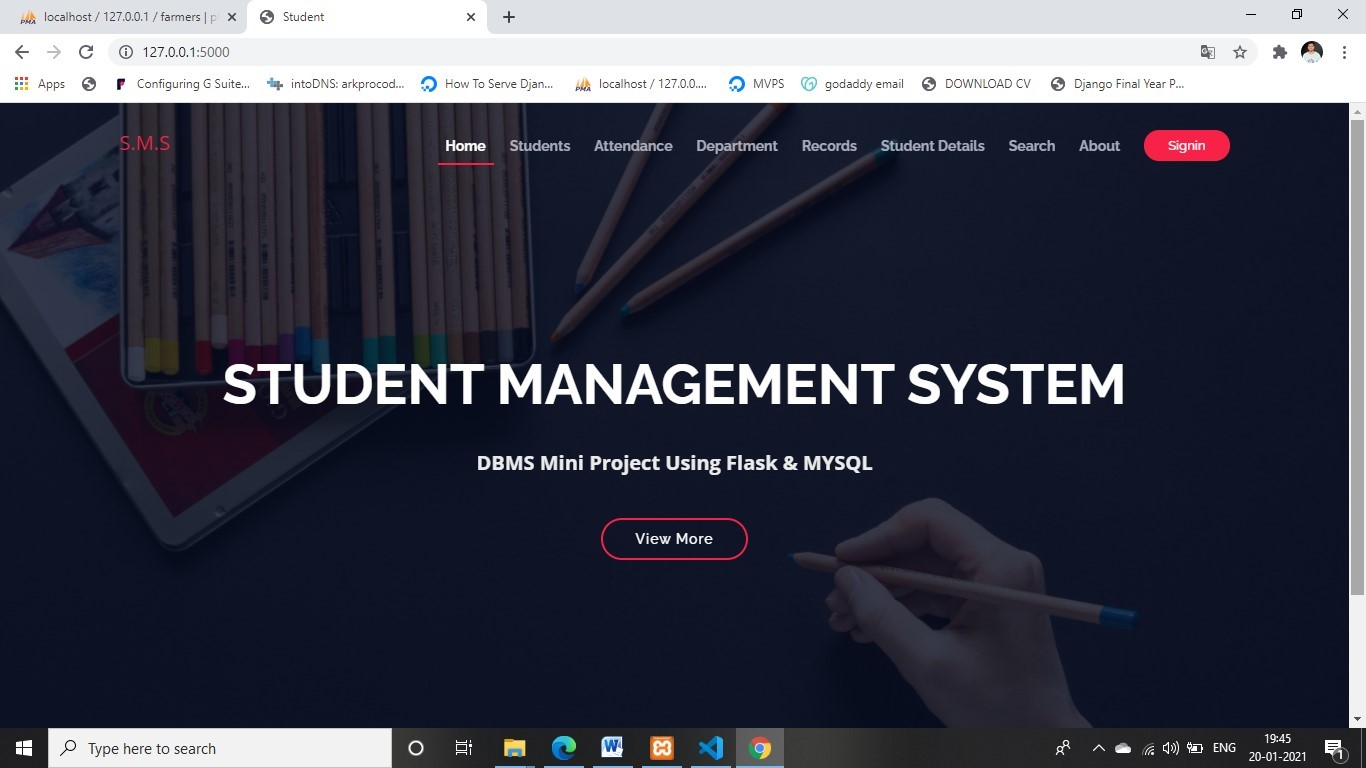 localhost / 127.0.0.1 / farmers | p
Student
127.0.0.1:5000
Apps
Configuring G Suite...
intoDNS: arkprocod...
How To Serve Djan...
localhost / 127.0.0....
MVPS
godaddy email
DOWNLOAD CV
Django Final Year P...
S.M.S
Home
Students
Attendance
Department
Records
Student Details
Search
About
Signin
STUDENT MANAGEMENT SYSTEM
DBMS Mini Project Using Flask & MYSQL
View More
Type here to search
ENG
19:45
20-01-2021
1